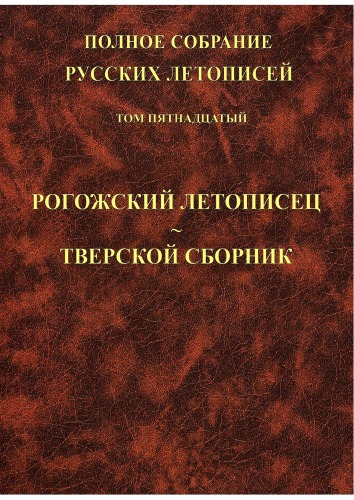 ПОЛНОЕ СОБРАНИЕ
РУССКИХ ЛЕТОПИСЕЙ
ТОМ ПЯТНАДЦАТЫЙ
РОГОЖСКИЙ ЛЕТОПИСЕЦ
~
ТВЕРСКОЙ СБОРНИК